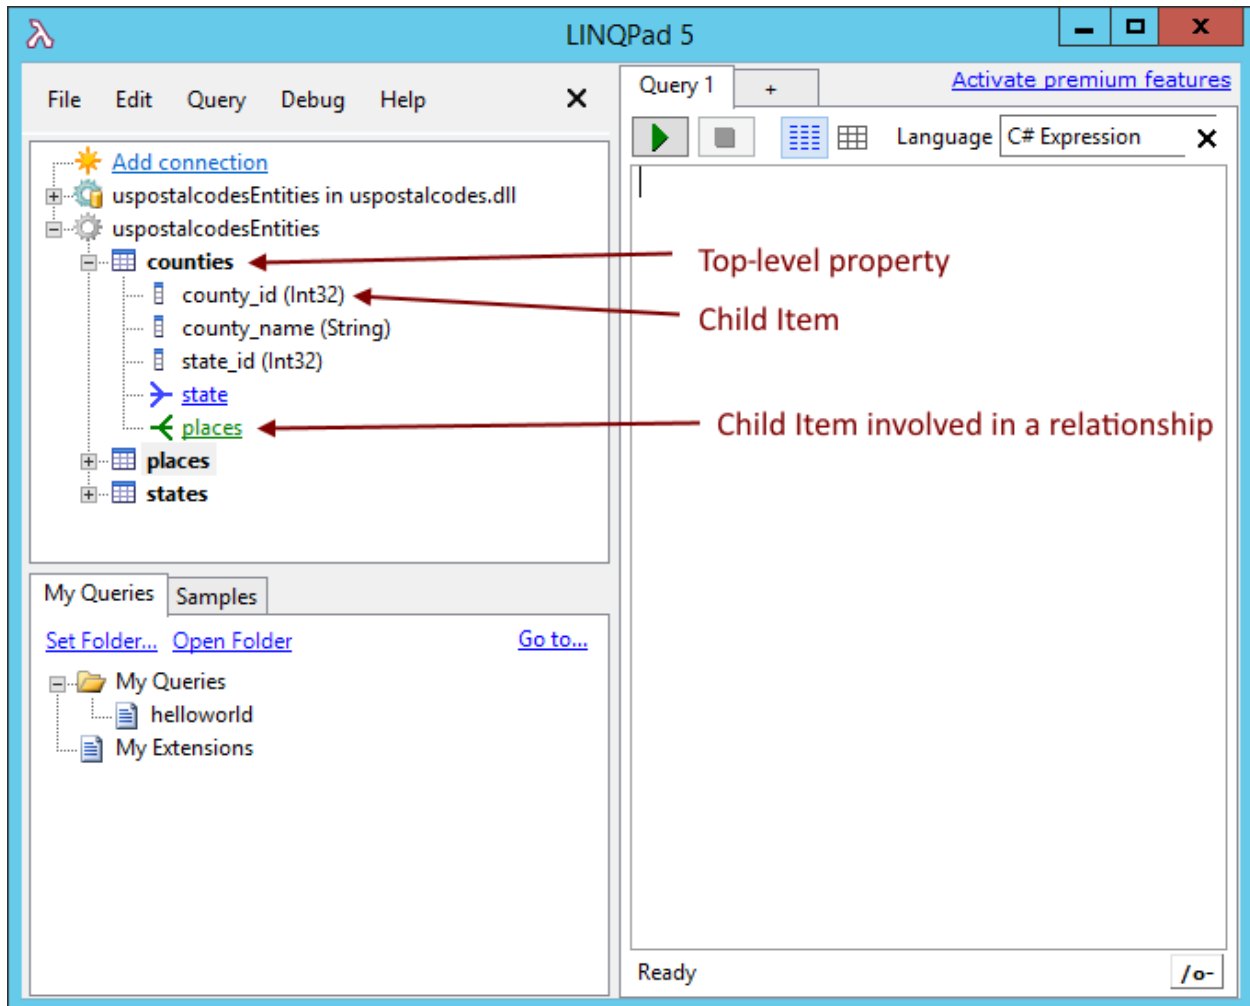 LINQPad 5
File Edit Query Debug Help
Add connection
uspostalcodesEntities in uspostalcodes.dll
uspostalcodesEntities
counties
county_id (Int32)
county_name (String)
state_id (Int32)
state
places
places
states
My Queries Samples
Set Folder... Open Folder Go to...
My Queries
helloworld
My Extensions
Query 1 +
Activate premium features
Language C# Expression
Top-level property
Child Item
Child Item involved in a relationship
Ready /o-